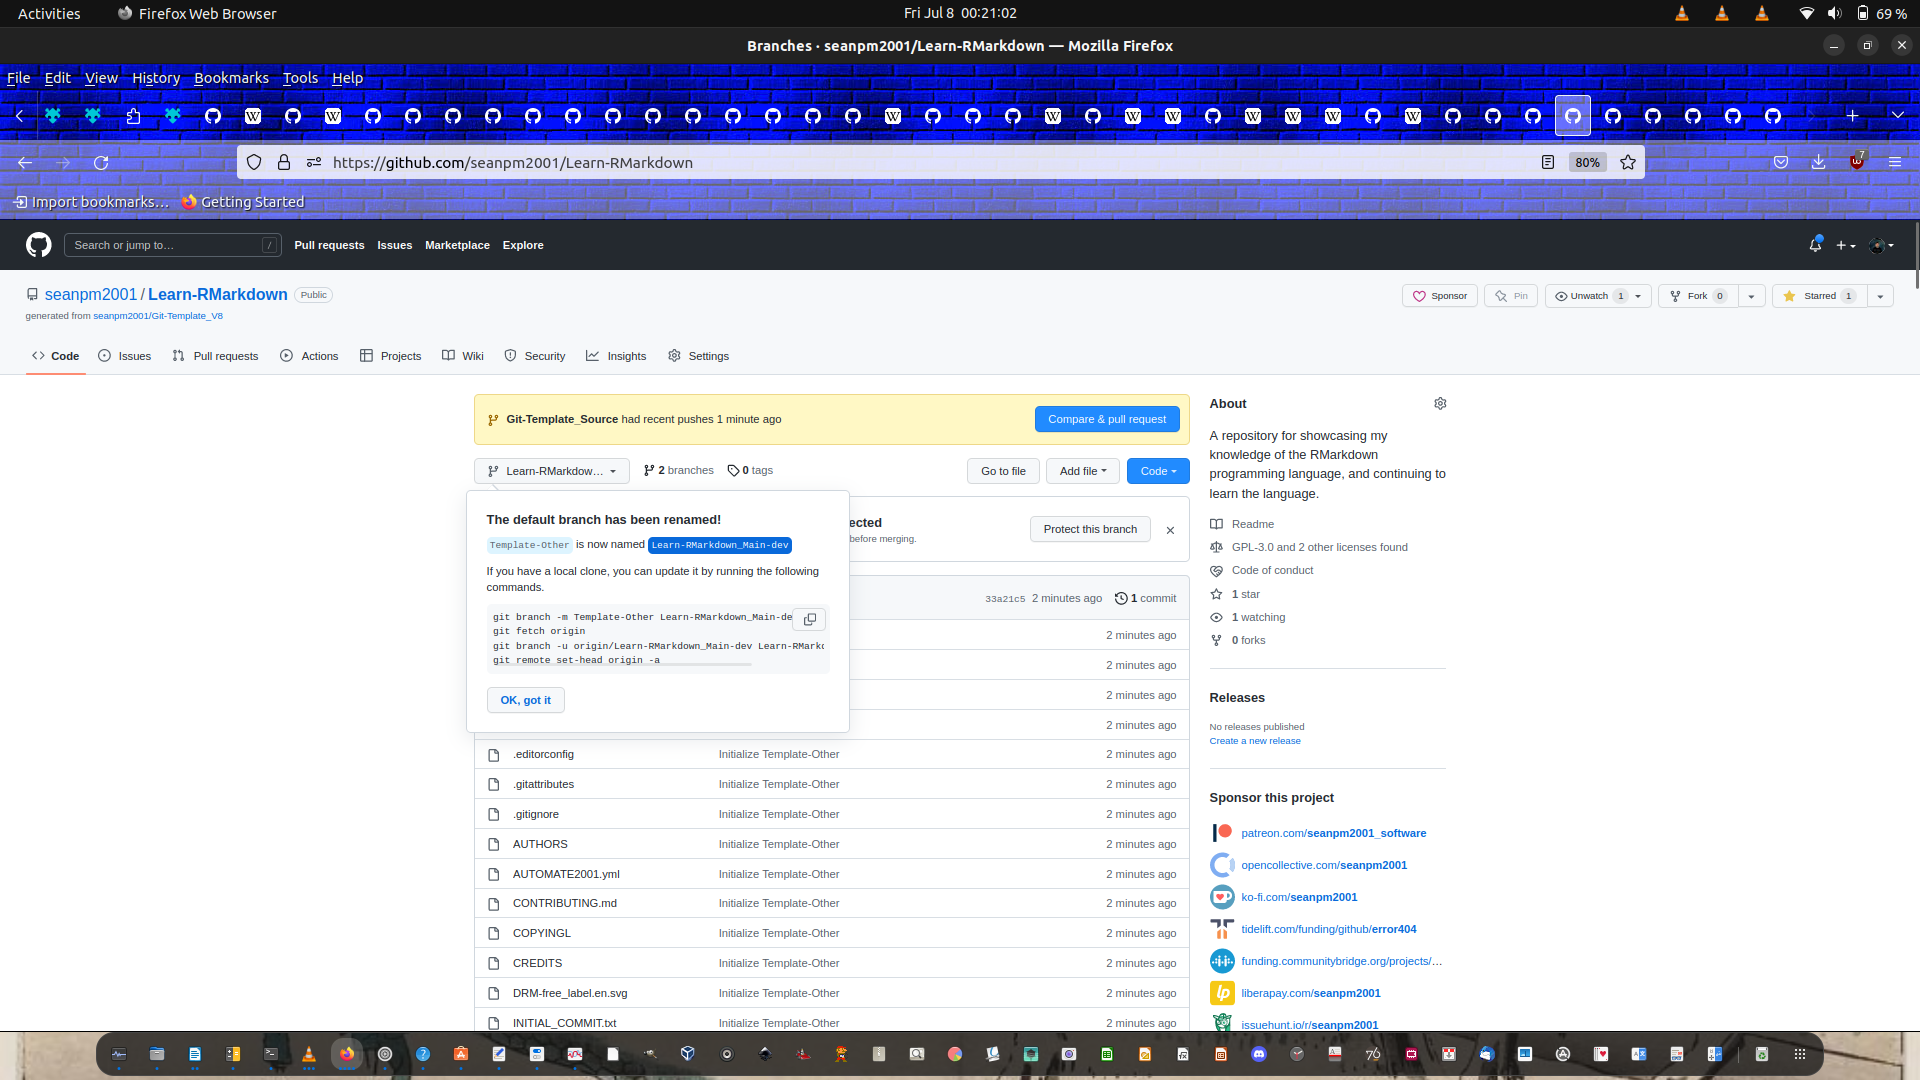 Activities
Firefox Web Browser
Fri Jul 8 00:21:02
69 %
Branches · seanpm2001/Learn-RMarkdown — Mozilla Firefox
File Edit View History Bookmarks Tools Help
https://github.com/seanpm2001/Learn-RMarkdown
80%
7
Import bookmarks…
Getting Started
Search or jump to…
/
Pull requests
Issues
Marketplace
Explore
seanpm2001 / Learn-RMarkdown
Public
generated from seanpm2001/Git-Template_V8
Sponsor
Pin
Unwatch 1
Fork 0
Starred 1
Code
Issues
Pull requests
Actions
Projects
Wiki
Security
Insights
Settings
Git-Template_Source had recent pushes 1 minute ago
Compare & pull request
Learn-RMarkdow…
2 branches
0 tags
Go to file
Add file
Code
The default branch has been renamed!
Template-Other is now named Learn-RMarkdown_Main-dev
If you have a local clone, you can update it by running the following
commands.
git branch -m Template-Other Learn-RMarkdown_Main-de
git fetch origin
git branch -u origin/Learn-RMarkdown_Main-dev Learn-RMarkd
git remote set-head origin -a
OK, got it
ected
before merging.
Protect this branch
33a21c5 2 minutes ago
1 commit
2 minutes ago
2 minutes ago
2 minutes ago
2 minutes ago
.editorconfig Initialize Template-Other 2 minutes ago
.gitattributes Initialize Template-Other 2 minutes ago
.gitignore Initialize Template-Other 2 minutes ago
AUTHORS Initialize Template-Other 2 minutes ago
AUTOMATE2001.yml Initialize Template-Other 2 minutes ago
CONTRIBUTING.md Initialize Template-Other 2 minutes ago
COPYINGL Initialize Template-Other 2 minutes ago
CREDITS Initialize Template-Other 2 minutes ago
DRM-free_label.en.svg Initialize Template-Other 2 minutes ago
INITIAL_COMMIT.txt Initialize Template-Other 2 minutes ago
About
A repository for showcasing my
knowledge of the RMarkdown
programming language, and continuing to
learn the language.
Readme
GPL-3.0 and 2 other licenses found
Code of conduct
1 star
1 watching
0 forks
Releases
No releases published
Create a new release
Sponsor this project
patreon.com/seanpm2001_software
opencollective.com/seanpm2001
ko-fi.com/seanpm2001
tidelift.com/funding/github/error404
funding.communitybridge.org/projects/…
lp
liberapay.com/seanpm2001
issuehunt.io/r/seanpm2001